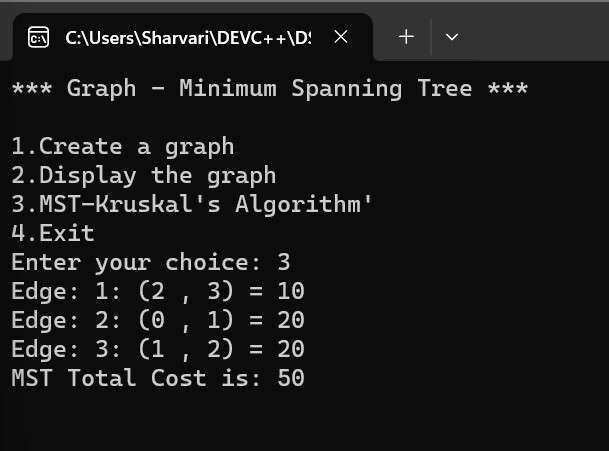 C:\Users\Sharvari\DEVC++\D
*** Graph - Minimum Spanning Tree ***
1.Create a graph
2.Display the graph
3.MST-Kruskal's Algorithm'
4.Exit
Enter your choice: 3
Edge: 1: (2 , 3) = 10
Edge: 2: (0 , 1) = 20
Edge: 3: (1 , 2) = 20
MST Total Cost is: 50